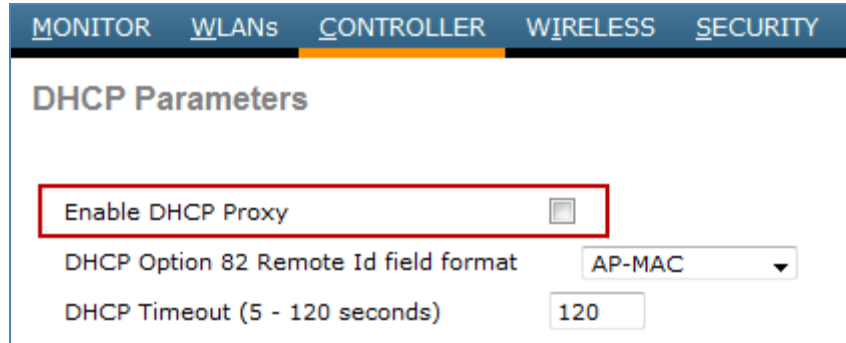 MONITOR WLANs CONTROLLER WIRELESS SECURITY
DHCP Parameters
Enable DHCP Proxy
DHCP Option 82 Remote Id field format AP-MAC
DHCP Timeout (5 - 120 seconds) 120